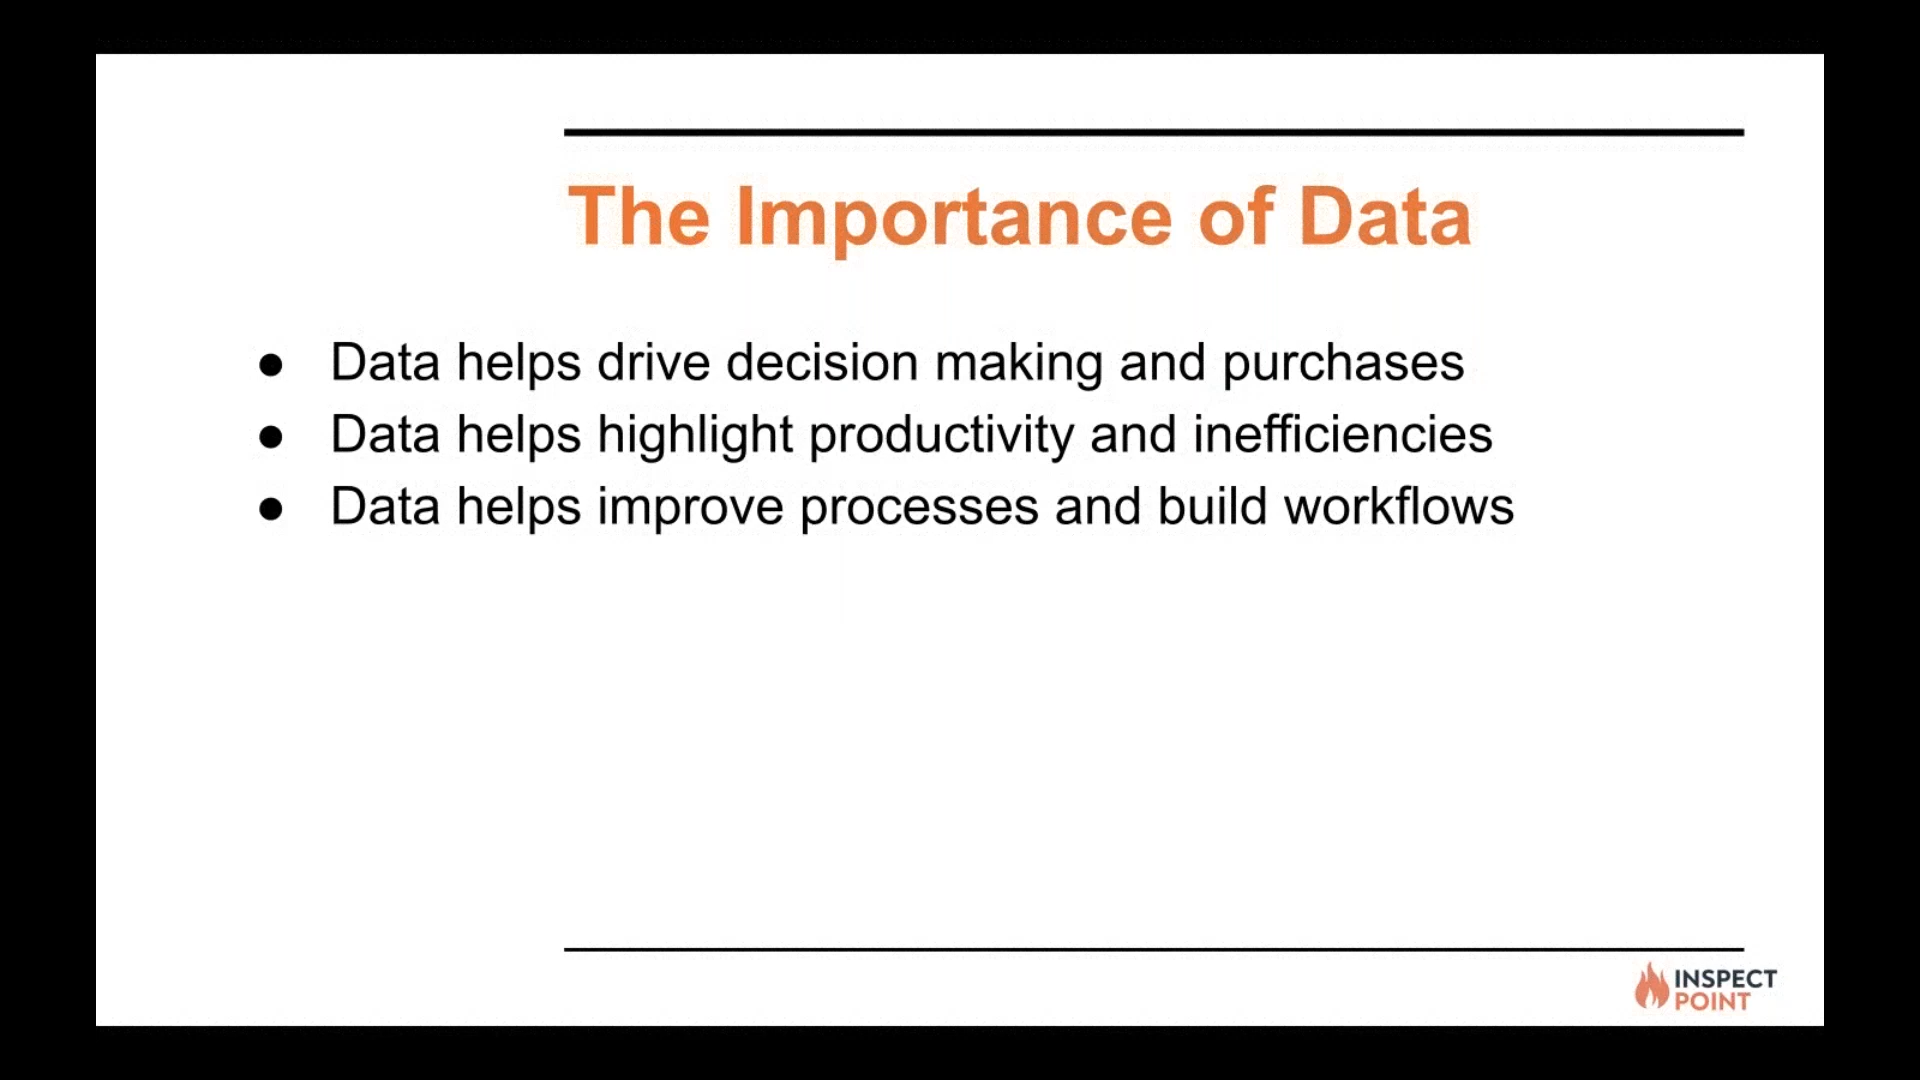 The Importance of Data
● Data helps drive decision making and purchases
● Data helps highlight productivity and inefficiencies
● Data helps improve processes and build workflows
INSPECT
POINT